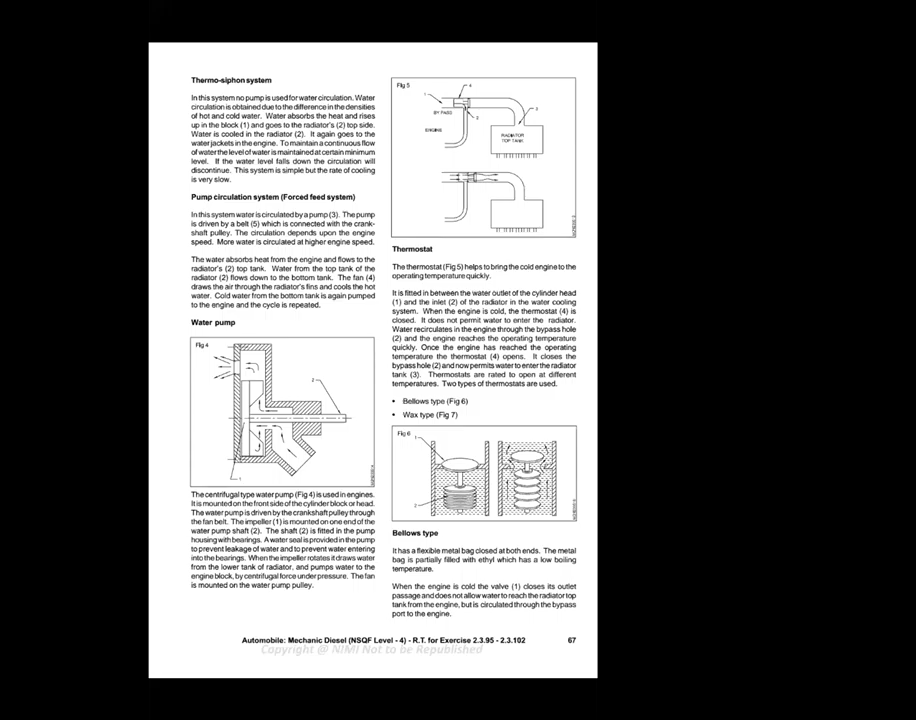 Thermo-siphon system
In this system no pump is used for water circulation. Water
circulation is obtained due to the difference in the densities
of hot and cold water. Water absorbs the heat and rises
up in the block (1) and goes to the radiator's (2) top side.
Water is cooled in the radiator (2). It again goes to the
water jackets in the engine. To maintain a continuous flow
of water the level of water is maintained at certain minimum
level. If the water level falls down the circulation will
discontinue. This system is simple but the rate of cooling
is very slow.
Pump circulation system (Forced feed system)
In this system water is circulated by a pump (3). The pump
is driven by a belt (5) which is connected with the crank-
shaft pulley. The circulation depends upon the engine
speed. More water is circulated at higher engine speed.
The water absorbs heat from the engine and flows to the
radiator's (2) top tank. Water from the top tank of the
radiator (2) flows down to the bottom tank. The fan (4)
draws the air through the radiator's fins and cools the hot
water. Cold water from the bottom tank is again pumped
to the engine and the cycle is repeated.
Water pump
Fig 4
2
1
The centrifugal type water pump (Fig 4) is used in engines.
It is mounted on the front side of the cylinder block or head.
The water pump is driven by the crankshaft pulley through
the fan belt. The impeller (1) is mounted on one end of the
water pump shaft (2). The shaft (2) is fitted in the pump
housing with bearings. A water seal is provided in the pump
to prevent leakage of water and to prevent water entering
into the bearings. When the impeller rotates it draws water
from the lower tank of radiator, and pumps water to the
engine block, by centrifugal force under pressure. The fan
is mounted on the water pump pulley.
Fig 5
1
4
BY PASS
2
3
ENGINE
RADIATOR
TOP TANK
Thermostat
The thermostat (Fig 5) helps to bring the cold engine to the
operating temperature quickly.
It is fitted in between the water outlet of the cylinder head
(1) and the inlet (2) of the radiator in the water cooling
system. When the engine is cold, the thermostat (4) is
closed. It does not permit water to enter the radiator.
Water recirculates in the engine through the bypass hole
(2) and the engine reaches the operating temperature
quickly. Once the engine has reached the operating
temperature the thermostat (4) opens. It closes the
bypass hole (2) and now permits water to enter the radiator
tank (3). Thermostats are rated to open at different
temperatures. Two types of thermostats are used.
• Bellows type (Fig 6)
• Wax type (Fig 7)
Fig 6
1
2
Bellows type
It has a flexible metal bag closed at both ends. The metal
bag is partially filled with ethyl which has a low boiling
temperature.
When the engine is cold the valve (1) closes its outlet
passage and does not allow water to reach the radiator top
tank from the engine, but is circulated through the bypass
port to the engine.
Automobile: Mechanic Diesel (NSQF Level - 4) - R.T. for Exercise 2.3.95 - 2.3.102 67
Copyright @ NIMI Not to be Republished